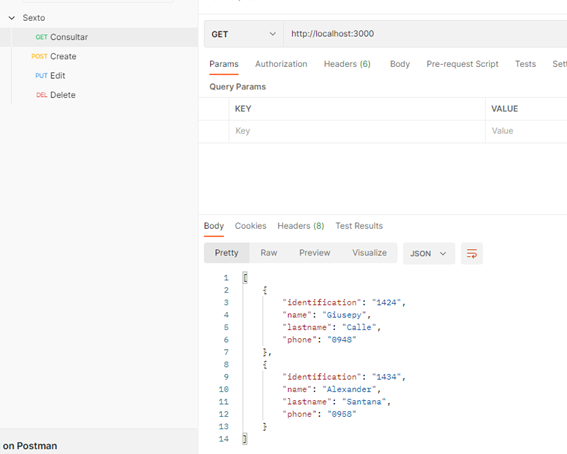 Sexto
GET Consultar
POST Create
PUT Edit
DEL Delete
on Postman
GET http://localhost:3000
Params Authorization Headers (6) Body Pre-request Script Tests Sett
Query Params
KEY VALUE
Key Value
Body Cookies Headers (8) Test Results
Pretty Raw Preview Visualize JSON
1 [
2 {
3 "identification": "1424",
4 "name": "Giusepy",
5 "lastname": "Calle",
6 "phone": "0948"
7 },
8 {
9 "identification": "1434",
10 "name": "Alexander",
11 "lastname": "Santana",
12 "phone": "0958"
13 }
14 ]